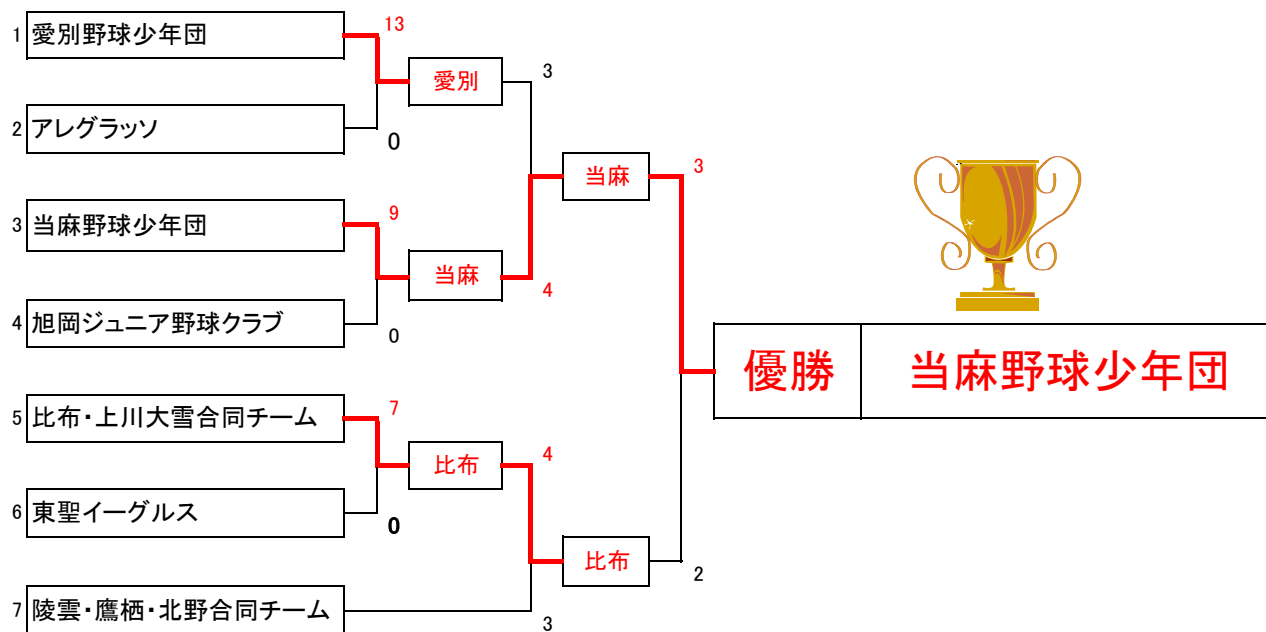 1 愛別野球少年団
13
愛別
3
2 アレグラッソ
0
当麻
3
3 当麻野球少年団
9
当麻
4
4 旭岡ジュニア野球クラブ
0
優勝 当麻野球少年団
5 比布・上川大雪合同チーム
7
比布
4
6 東聖イーグルス
0
比布
2
7 陵雲・鷹栖・北野合同チーム
3